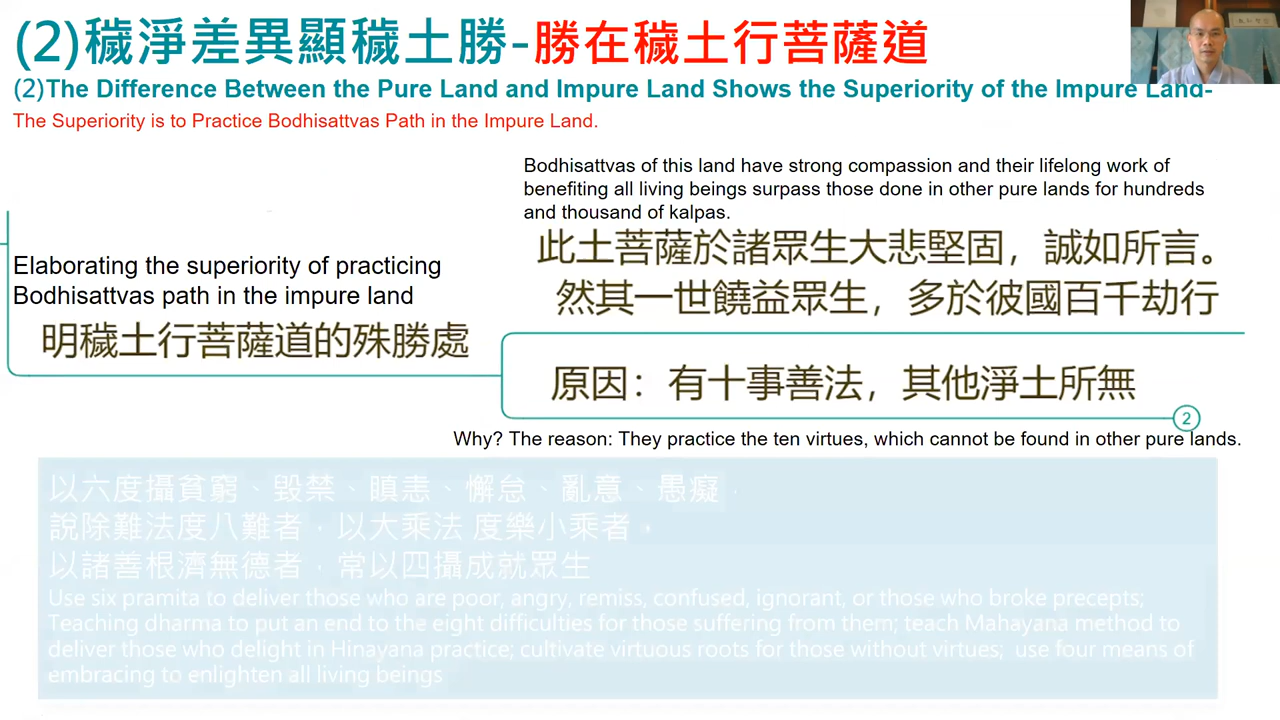 (2)穢淨差異顯穢土勝-勝在穢土行菩薩道
(2)The Difference Between the Pure Land and Impure Land Shows the Superiority of the Impure Land-
The Superiority is to Practice Bodhisattvas Path in the Impure Land.
Bodhisattvas of this land have strong compassion and their lifelong work of
benefiting all living beings surpass those done in other pure lands for hundreds
and thousand of kalpas.
此土菩薩於諸眾生大悲堅固，誠如所言。
然其一世饒益眾生，多於彼國百千劫行
Elaborating the superiority of practicing
Bodhisattvas path in the impure land
明穢土行菩薩道的殊勝處
原因：有十事善法，其他淨土所無
2
Why? The reason: They practice the ten virtues, which cannot be found in other pure lands.
以六度攝貧窮、毀禁、瞋恚、懈怠、亂意、愚癡，
說除難法度八難者，以大乘法 度樂小乘者。
以諸善根濟無德者，常以四攝成就眾生
Use six pramita to deliver those who are poor, angry, remiss, confused, ignorant, or those who broke precepts;
Teaching dharma to put an end to the eight difficulties for those suffering from them; teach Mahayana method to
deliver those who delight in Hinayana practice; cultivate virtuous roots for those without virtues; use four means of
embracing to enlighten all living beings